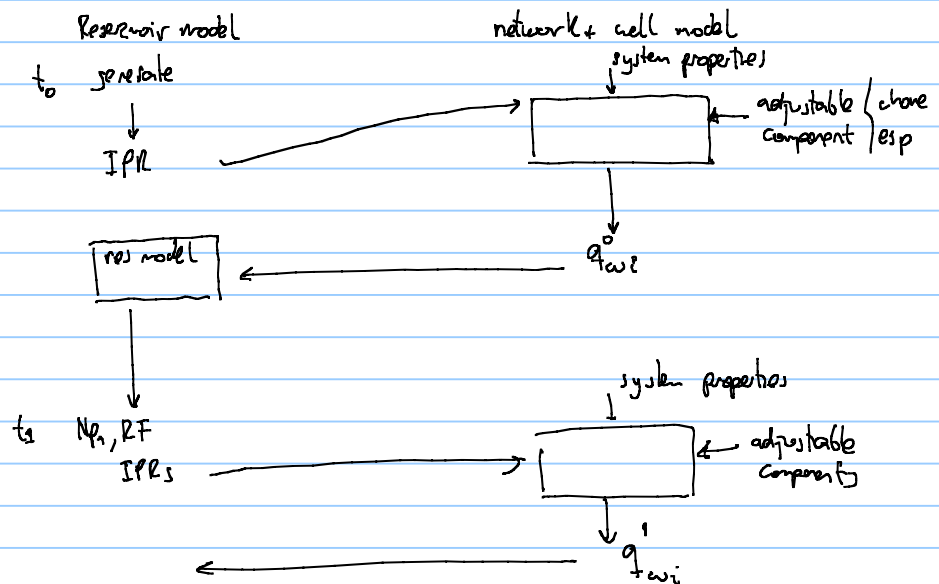 Reservoir model
network + well model
system properties
t₀ generate
adjustable component { choke esp
IPR
q⁰wi
res model
system properties
t₁ Np₁, RF
adjustable components
IPRs
q¹wi